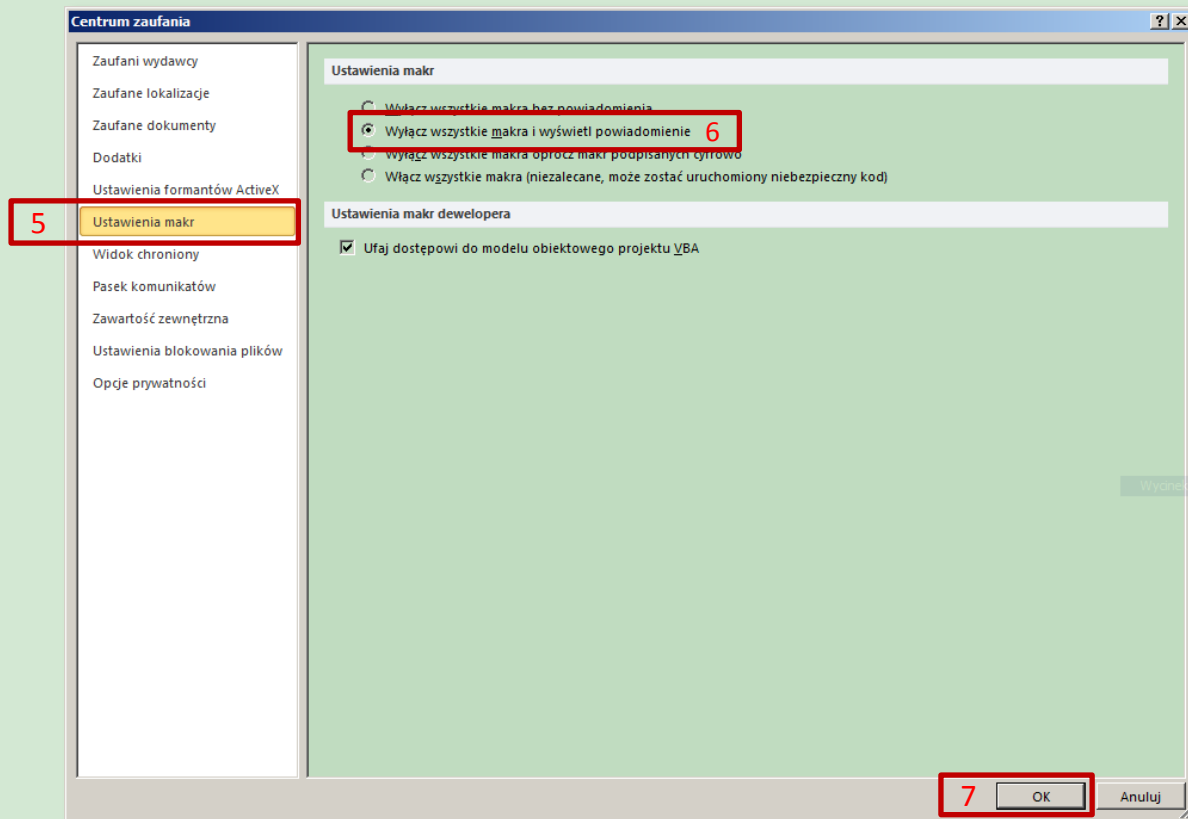 Centrum zaufania
Zaufani wydawcy
Zaufane lokalizacje
Zaufane dokumenty
Dodatki
Ustawienia formantów ActiveX
5 Ustawienia makr
Widok chroniony
Pasek komunikatów
Zawartość zewnętrzna
Ustawienia blokowania plików
Opcje prywatności
Ustawienia makr
Wyłącz wszystkie makra bez powiadomienia
Wyłącz wszystkie makra i wyświetl powiadomienie 6
Wyłącz wszystkie makra oprócz makr podpisanych cyfrowo
Włącz wszystkie makra (niezalecane, może zostać uruchomiony niebezpieczny kod)
Ustawienia makr dewelopera
Ufaj dostępowi do modelu obiektowego projektu VBA
7 OK Anuluj